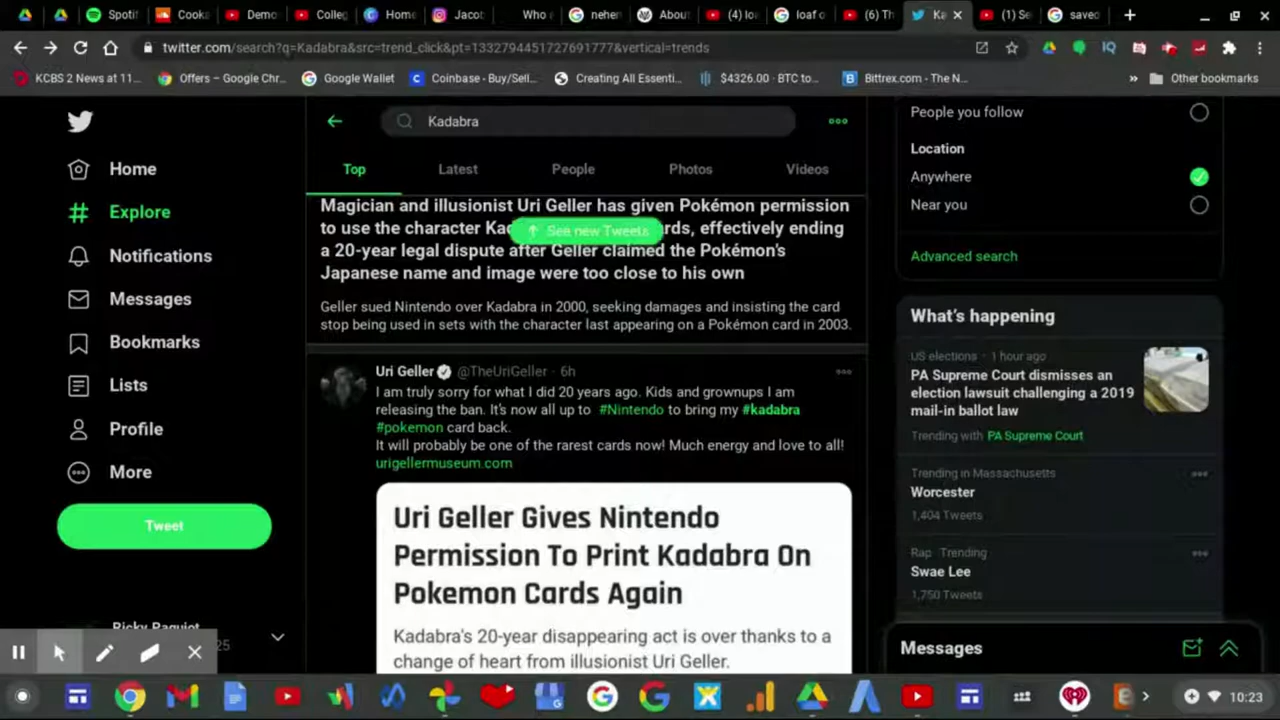 Spotif
Cooka
Demo
Colleg
Home
Jacob
Who
nehem
About
(4) loa
loaf o
(6) Th
Ka
(1) Se
saved
twitter.com/search?q=Kadabra&src=trend_click&pt=1332794451727691777&vertical=trends
KCBS 2 News at 11...
Offers – Google Chr...
Google Wallet
Coinbase - Buy/Sell...
Creating All Essenti...
$4326.00 · BTC to...
Bittrex.com - The N...
»
Other bookmarks
Home
Explore
Notifications
Messages
Bookmarks
Lists
Profile
More
Tweet
25
Kadabra
Top
Latest
People
Photos
Videos
Magician and illusionist Uri Geller has given Pokémon permission
to use the character Ka rds, effectively ending
See new Tweets
a 20-year legal dispute after Geller claimed the Pokémon's
Japanese name and image were too close to his own
Geller sued Nintendo over Kadabra in 2000, seeking damages and insisting the card
stop being used in sets with the character last appearing on a Pokémon card in 2003.
Uri Geller @TheUriGeller · 6h
I am truly sorry for what I did 20 years ago. Kids and grownups I am
releasing the ban. It's now all up to #Nintendo to bring my #kadabra
#pokemon card back.
It will probably be one of the rarest cards now! Much energy and love to all!
urigellermuseum.com
Uri Geller Gives Nintendo
Permission To Print Kadabra On
Pokemon Cards Again
Kadabra's 20-year disappearing act is over thanks to a
change of heart from illusionist Uri Geller.
People you follow
Location
Anywhere
Near you
Advanced search
What's happening
US elections · 1 hour ago
PA Supreme Court dismisses an
election lawsuit challenging a 2019
mail-in ballot law
Trending with PA Supreme Court
Trending in Massachusetts
Worcester
1,404 Tweets
Rap · Trending
Swae Lee
1,750 Tweets
Messages
10:23